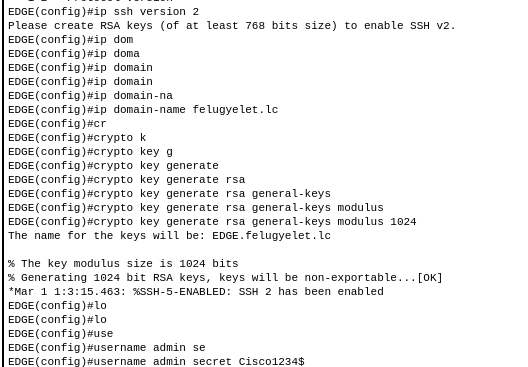 EDGE(config)#ip ssh version 2
Please create RSA keys (of at least 768 bits size) to enable SSH v2.
EDGE(config)#ip dom
EDGE(config)#ip doma
EDGE(config)#ip domain
EDGE(config)#ip domain
EDGE(config)#ip domain-na
EDGE(config)#ip domain-name felugyelet.lc
EDGE(config)#cr
EDGE(config)#crypto k
EDGE(config)#crypto key g
EDGE(config)#crypto key generate
EDGE(config)#crypto key generate rsa
EDGE(config)#crypto key generate rsa general-keys
EDGE(config)#crypto key generate rsa general-keys modulus
EDGE(config)#crypto key generate rsa general-keys modulus 1024
The name for the keys will be: EDGE.felugyelet.lc

% The key modulus size is 1024 bits
% Generating 1024 bit RSA keys, keys will be non-exportable...[OK]
*Mar 1 1:3:15.463: %SSH-5-ENABLED: SSH 2 has been enabled
EDGE(config)#lo
EDGE(config)#lo
EDGE(config)#use
EDGE(config)#username admin se
EDGE(config)#username admin secret Cisco1234$